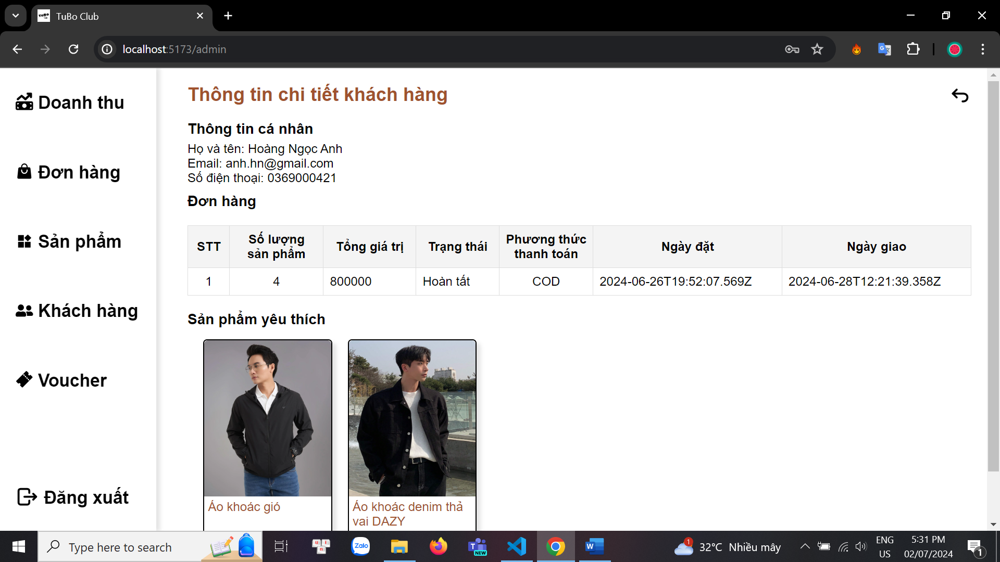 TuBo Club
localhost:5173/admin
Doanh thu
Đơn hàng
Sản phẩm
Khách hàng
Voucher
Đăng xuất
Thông tin chi tiết khách hàng
Thông tin cá nhân
Họ và tên: Hoàng Ngọc Anh
Email: anh.hn@gmail.com
Số điện thoại: 0369000421
Đơn hàng
STT Số lượng sản phẩm Tổng giá trị Trạng thái Phương thức thanh toán Ngày đặt Ngày giao
1 4 800000 Hoàn tất COD 2024-06-26T19:52:07.569Z 2024-06-28T12:21:39.358Z
Sản phẩm yêu thích
Áo khoác gió
Áo khoác denim thả
vai DAZY
Type here to search
Zalo
NEW
1
32°C Nhiều mây
ENG
US
5:31 PM
02/07/2024
1